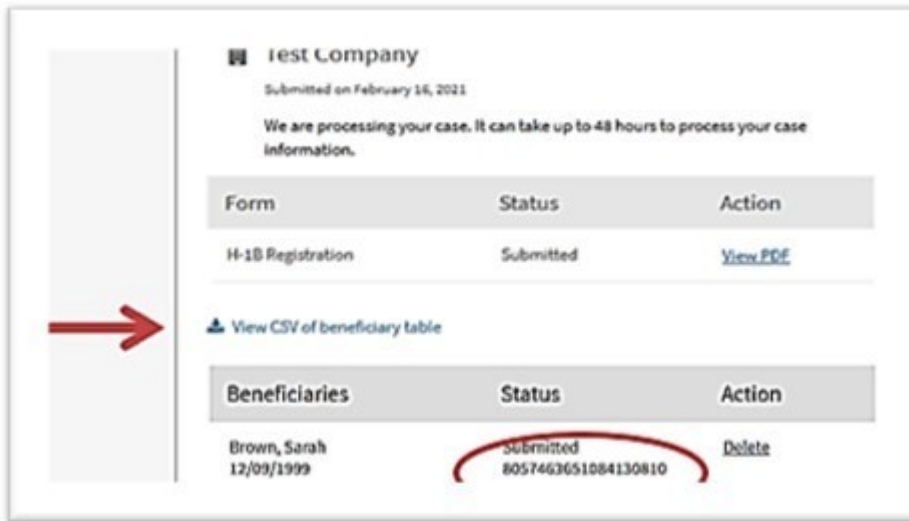 Test Company
Submitted on February 16, 2021
We are processing your case. It can take up to 48 hours to process your case
information.
Form Status Action
H-1B Registration Submitted View PDF
View CSV of beneficiary table
Beneficiaries Status Action
Brown, Sarah Submitted Delete
12/09/1999 8057463651084130810